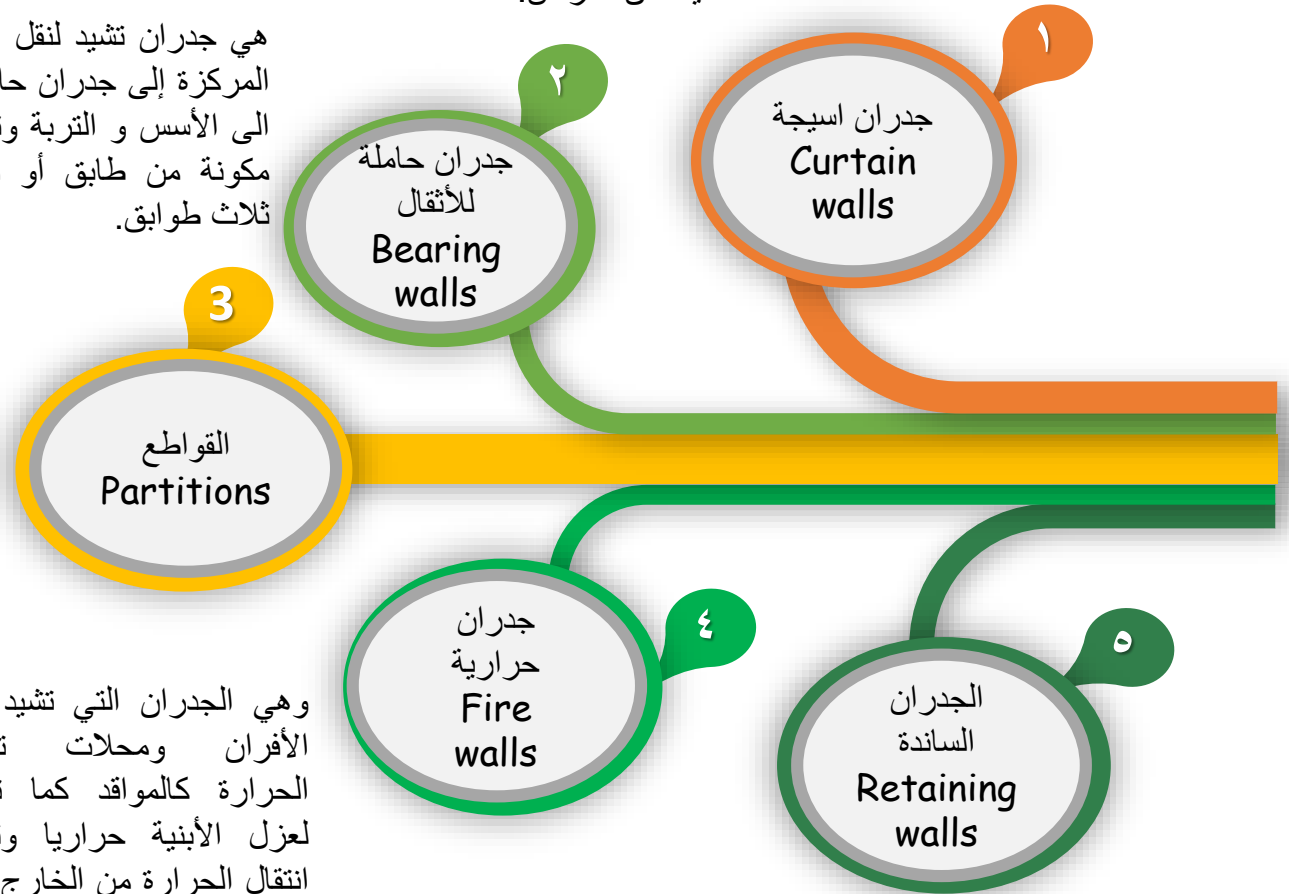 ١
جدران اسيجة
Curtain
walls
٢
جدران حاملة
للأثقال
Bearing
walls
هي جدران تشيد لنقل
المركزة إلى جدران
الى الأسس و التربة
مكونة من طابق أو
ثلاث طوابق.
3
القواطع
Partitions
٤
جدران
حرارية
Fire
walls
وهي الجدران التي تشيد
الأفران ومحلات
الحرارة كالمواقد كما
لعزل الأبنية حراريا
انتقال الحرارة من الخارج
٥
الجدران
الساندة
Retaining
walls